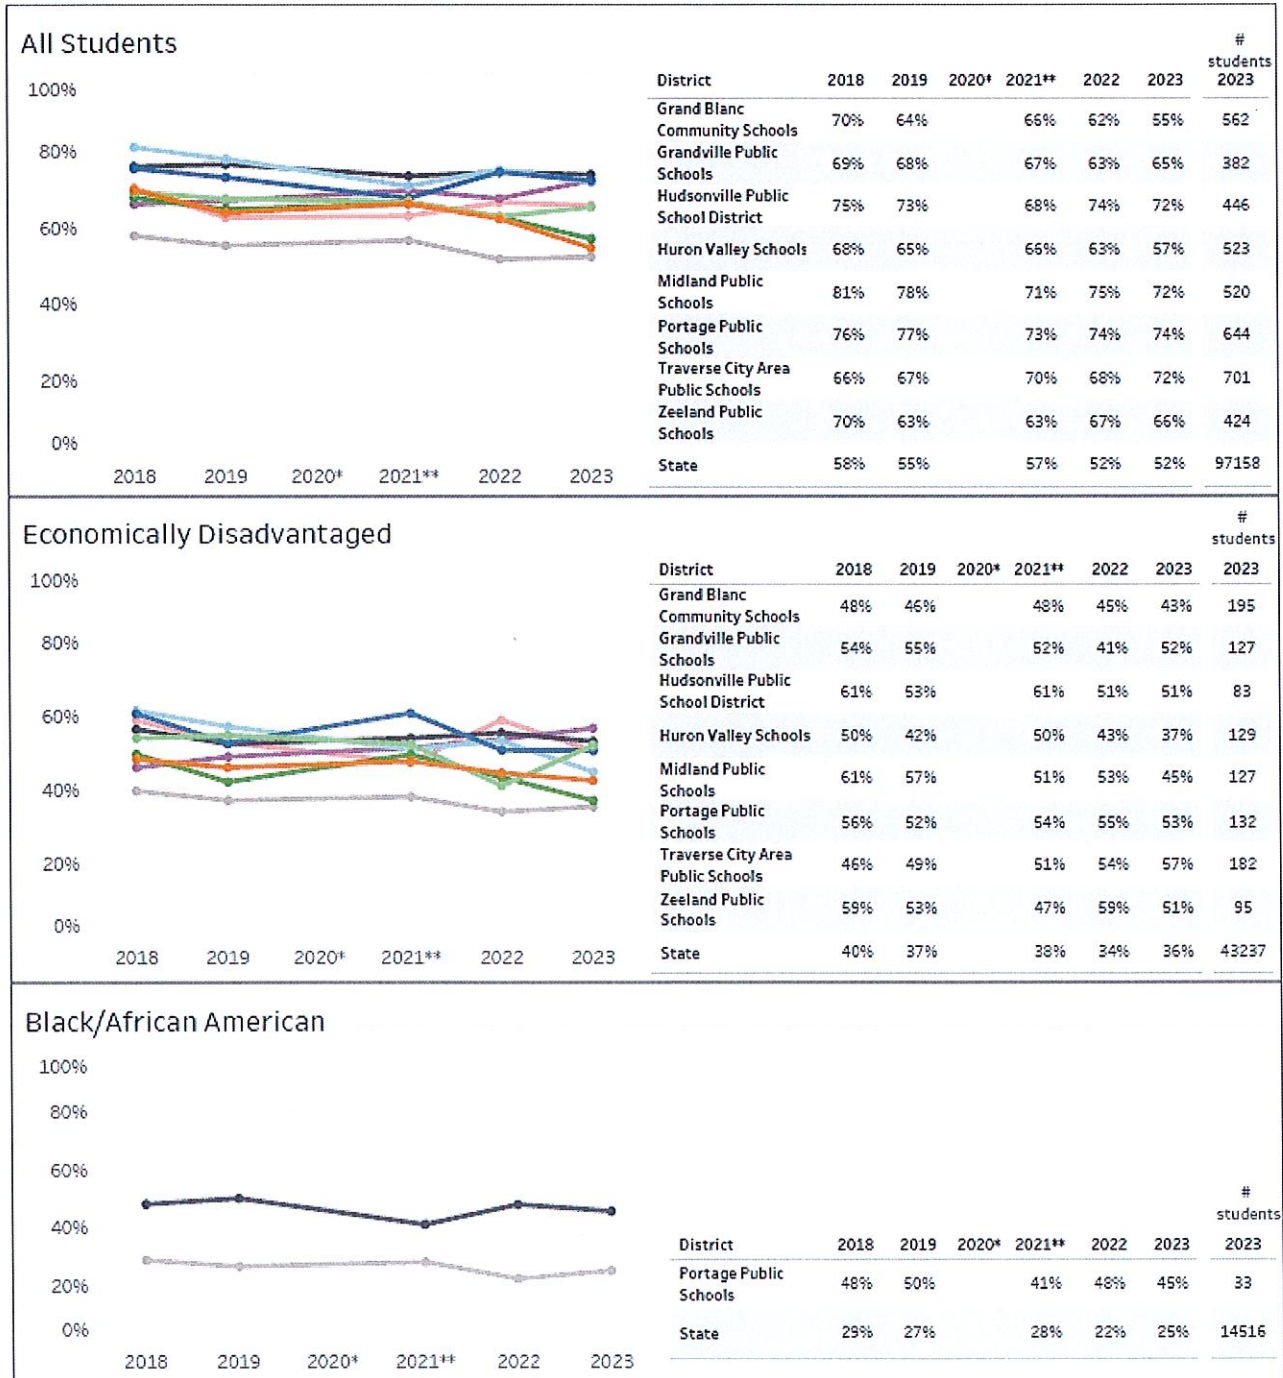 All Students
100%
80%
60%
40%
20%
0%
2018 2019 2020* 2021** 2022 2023
#
students
District 2018 2019 2020* 2021** 2022 2023 2023
Grand Blanc
Community Schools 70% 64% 66% 62% 55% 562
Grandville Public
Schools 69% 68% 67% 63% 65% 382
Hudsonville Public
School District 75% 73% 68% 74% 72% 446
Huron Valley Schools 68% 65% 66% 63% 57% 523
Midland Public
Schools 81% 78% 71% 75% 72% 520
Portage Public
Schools 76% 77% 73% 74% 74% 644
Traverse City Area
Public Schools 66% 67% 70% 68% 72% 701
Zeeland Public
Schools 70% 63% 63% 67% 66% 424
State 58% 55% 57% 52% 52% 97158
Economically Disadvantaged
100%
80%
60%
40%
20%
0%
2018 2019 2020* 2021** 2022 2023
#
students
District 2018 2019 2020* 2021** 2022 2023 2023
Grand Blanc
Community Schools 48% 46% 48% 45% 43% 195
Grandville Public
Schools 54% 55% 52% 41% 52% 127
Hudsonville Public
School District 61% 53% 61% 51% 51% 83
Huron Valley Schools 50% 42% 50% 43% 37% 129
Midland Public
Schools 61% 57% 51% 53% 45% 127
Portage Public
Schools 56% 52% 54% 55% 53% 132
Traverse City Area
Public Schools 46% 49% 51% 54% 57% 182
Zeeland Public
Schools 59% 53% 47% 59% 51% 95
State 40% 37% 38% 34% 36% 43237
Black/African American
100%
80%
60%
40%
20%
0%
2018 2019 2020* 2021** 2022 2023
#
students
District 2018 2019 2020* 2021** 2022 2023 2023
Portage Public
Schools 48% 50% 41% 48% 45% 33
State 29% 27% 28% 22% 25% 14516